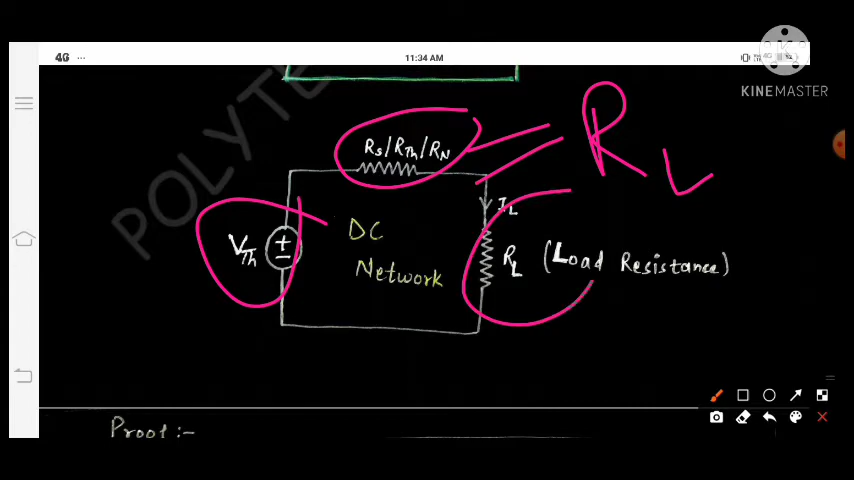 4G ... 11:34 AM
KINEMASTER
POLYTE
Rs/RTh/RN
= RL
IL
VTh + −
DC
Network
RL (Load Resistance)
Proof :-